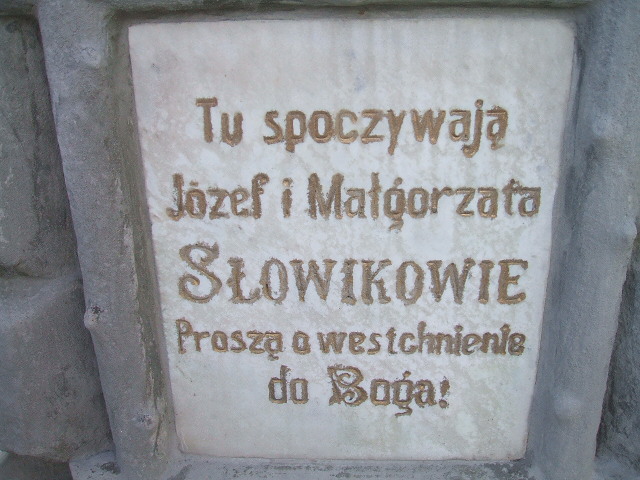 Tu spoczywają
Józef i Małgorzata
SŁOWIKOWIE
Proszą o westchnienie
do Boga!